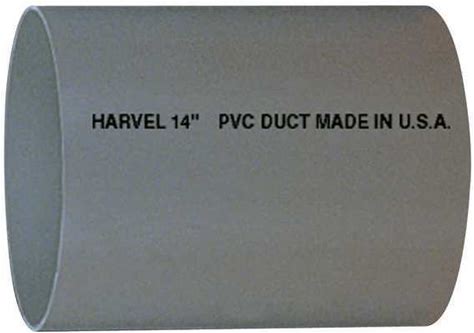 HARVEL 14" PVC DUCT MADE IN U.S.A.